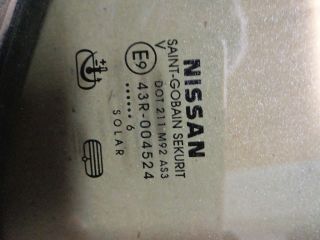 NISSAN
SAINT-GOBAIN SEKURIT
V
DOT 211 M92 AS3
E9 43R-004524
...... 6
SOLAR